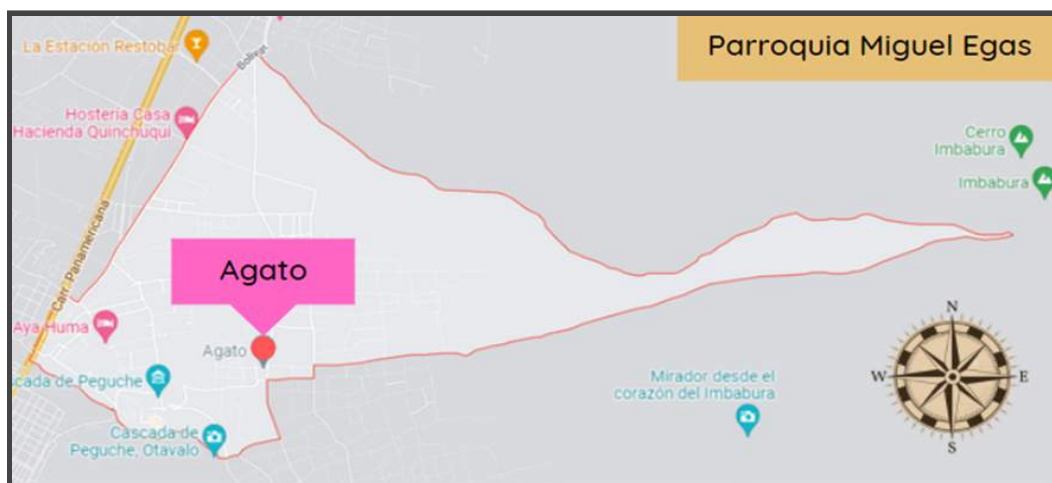 Parroquia Miguel Egas
La Estación Restobar
Bolívar
Hostería Casa
Hacienda Quinchuqui
Cerro
Imbabura
Imbabura
Carr. Panamericana
Agato
Aya Huma
Agato
cada de Peguche
Cascada de
Peguche, Otavalo
Mirador desde el
corazón del Imbabura
N
W
E
S